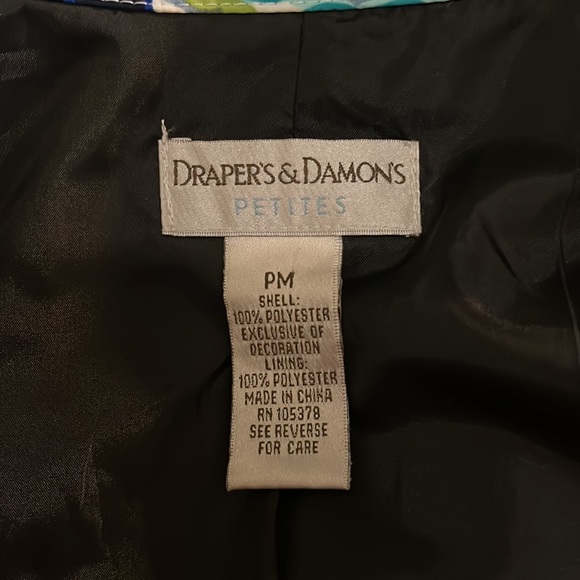 DRAPER'S & DAMON'S
PETITES
PM
SHELL:
100% POLYESTER
EXCLUSIVE OF
DECORATION
LINING:
100% POLYESTER
MADE IN CHINA
RN 105378
SEE REVERSE
FOR CARE